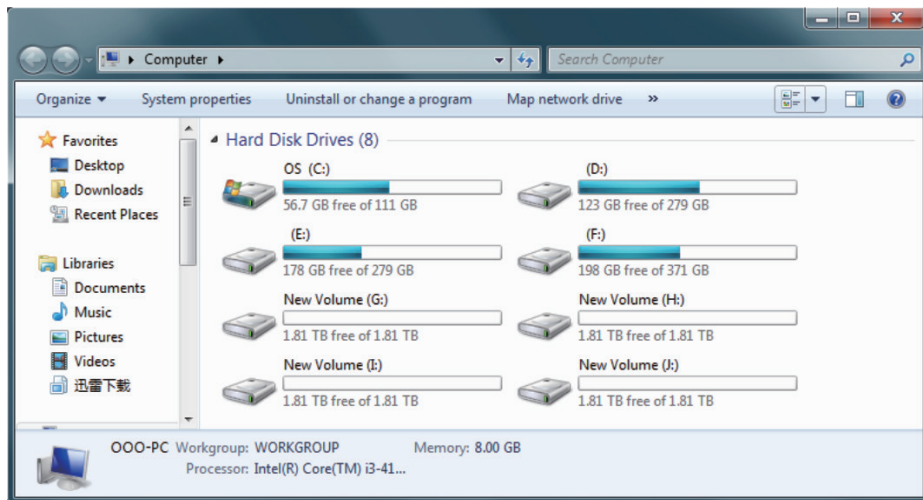 Computer
Search Computer
Organize System properties Uninstall or change a program Map network drive »
Favorites
Desktop
Downloads
Recent Places
Libraries
Documents
Music
Pictures
Videos
迅雷下載
Hard Disk Drives (8)
OS (C:)
56.7 GB free of 111 GB
(D:)
123 GB free of 279 GB
(E:)
178 GB free of 279 GB
(F:)
198 GB free of 371 GB
New Volume (G:)
1.81 TB free of 1.81 TB
New Volume (H:)
1.81 TB free of 1.81 TB
New Volume (I:)
1.81 TB free of 1.81 TB
New Volume (J:)
1.81 TB free of 1.81 TB
OOO-PC Workgroup: WORKGROUP Memory: 8.00 GB
Processor: Intel(R) Core(TM) i3-41...